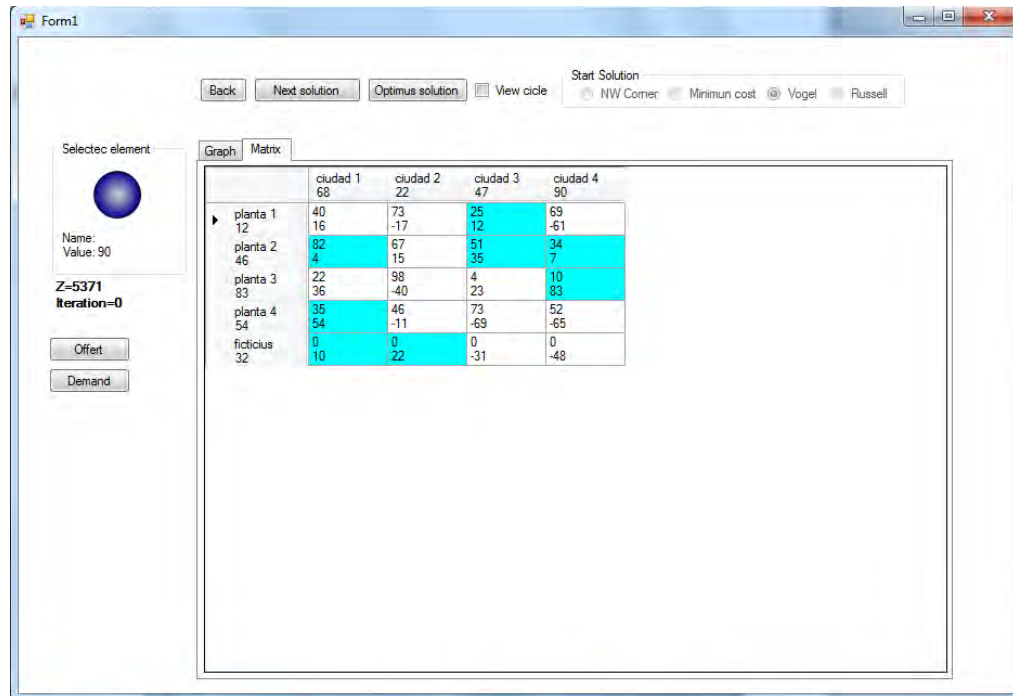 Form1
Back Next solution Optimus solution View cicle
Start Solution
NW Corner Minimun cost Vogel Russell
Selectec element
Name:
Value: 90
Z=5371
Iteration=0
Offert
Demand
Graph Matrix
ciudad 1 ciudad 2 ciudad 3 ciudad 4
68 22 47 90
planta 1 40 73 25 69
12 16 -17 12 -61
planta 2 82 67 51 34
46 4 15 35 7
planta 3 22 98 4 10
83 36 -40 23 83
planta 4 35 46 73 52
54 54 -11 -69 -65
ficticius 0 0 0 0
32 10 22 -31 -48